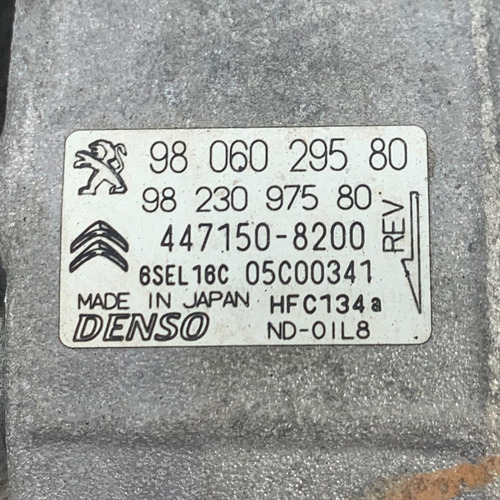 98 060 295 80
98 230 975 80
447150-8200
REV
6SEL16C 05C00341
MADE IN JAPAN HFC134a
DENSO ND-OIL8